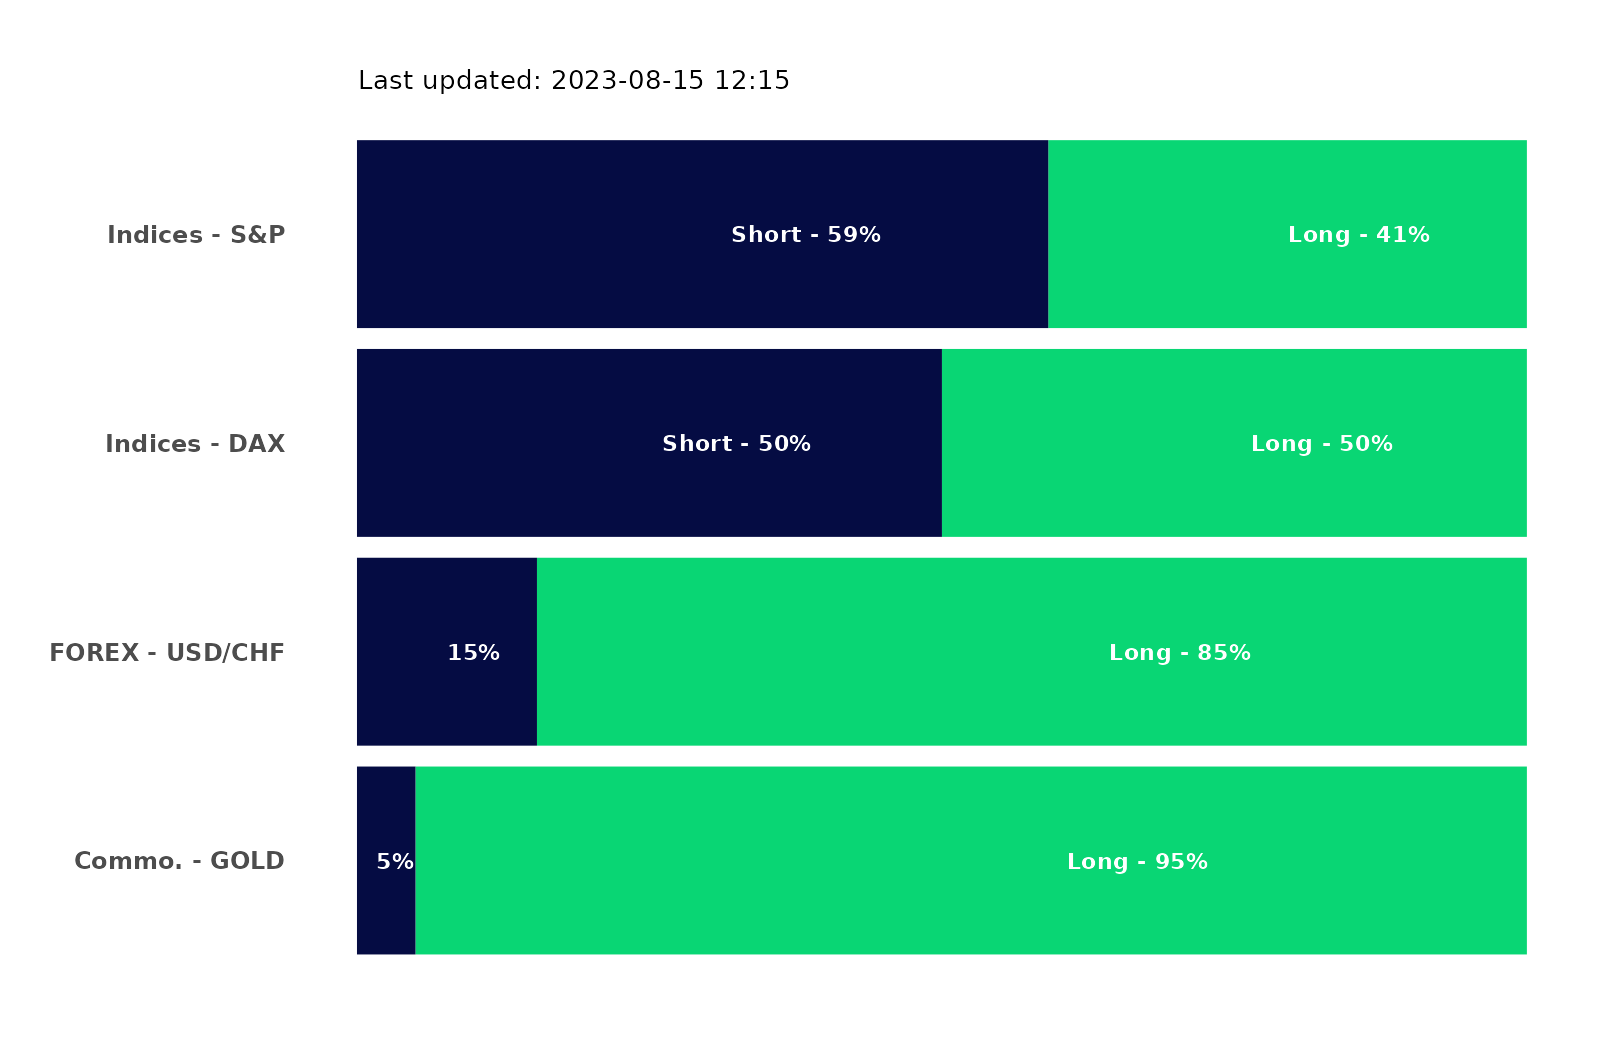 Last updated: 2023-08-15 12:15
Indices - S&P
Short - 59%
Long - 41%
Indices - DAX
Short - 50%
Long - 50%
FOREX - USD/CHF
15%
Long - 85%
Commo. - GOLD
5%
Long - 95%